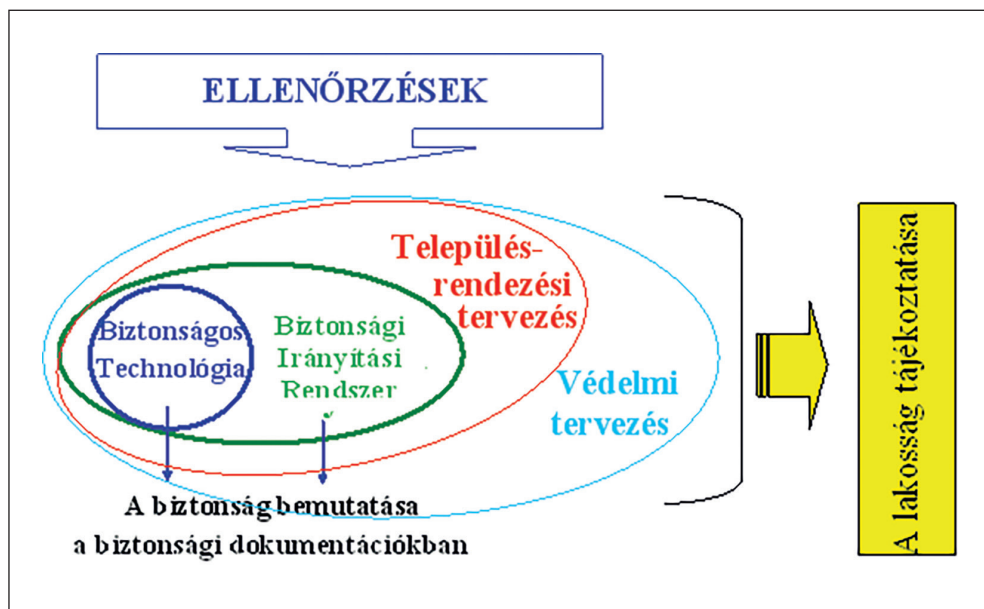 ELLENŐRZÉSEK
Település-
rendezési
tervezés
Biztonságos
Technológia
Biztonsági
Irányítási
Rendszer
Védelmi
tervezés
A biztonság bemutatása
a biztonsági dokumentációkban
A lakosság tájékoztatása